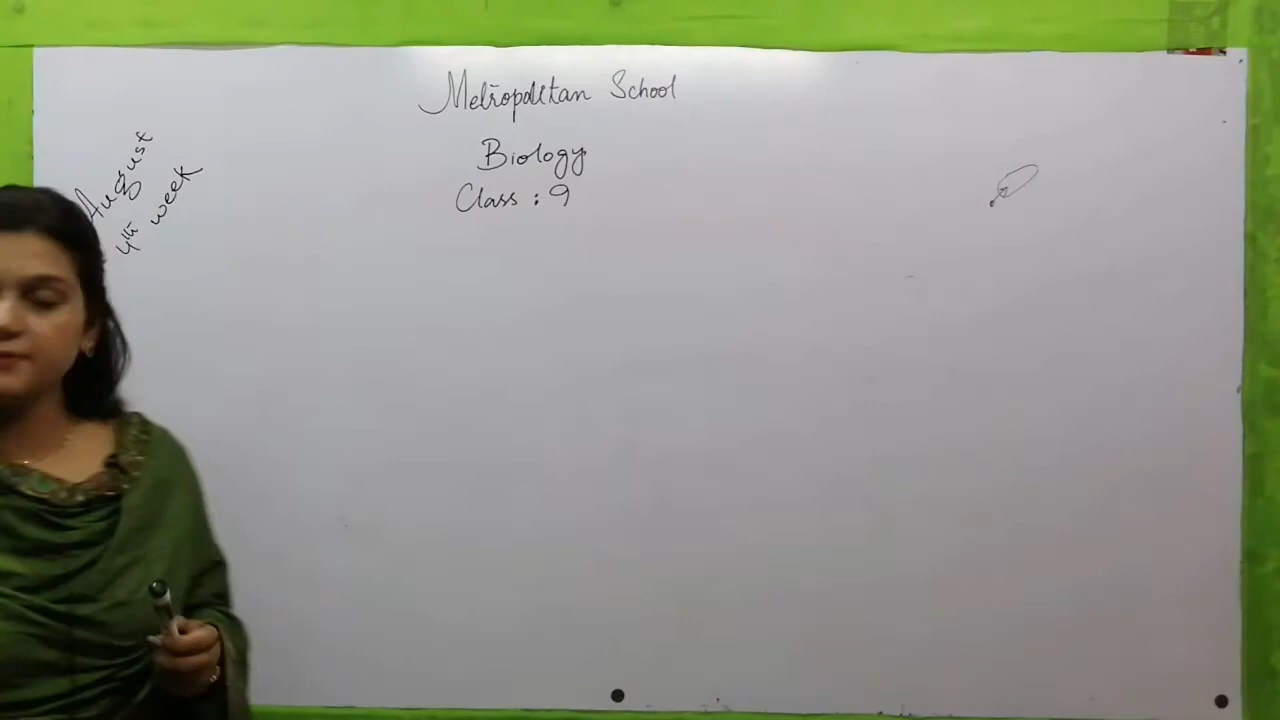 Metropolitan School
Biology
Class : 9
August
4th week